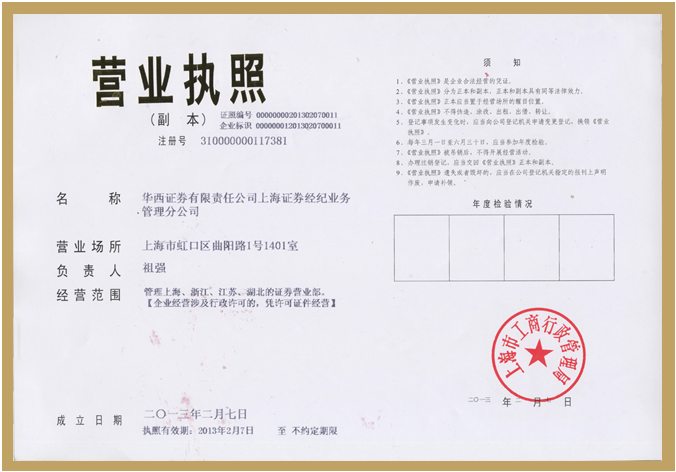 营业执照
（副 本）
证照编号 00000000201302070011
企业标识 00000001201302070011
注册号 310000000117381
名 称 华西证券有限责任公司上海证券经纪业务
管理分公司
营业场所 上海市虹口区曲阳路1号1401室
负 责 人 祖强
经营范围 管理上海、浙江、江苏、湖北的证券营业部。
【企业经营涉及行政许可的，凭许可证件经营】
成立日期 二〇一三年二月七日
执照有效期：2013年2月7日 至 不约定期限
须 知
1、《营业执照》是企业合法经营的凭证。
2、《营业执照》分为正本和副本，正本和副本具有同等法律效力。
3、《营业执照》正本应当置于经营场所的醒目位置。
4、《营业执照》不得伪造、涂改、出租、出借、转让。
5、登记事项发生变化时，应当向公司登记机关申请变更登记，换领《营业
执照》。
6、每年三月一日至六月三十日，应当参加年度检验。
7、《营业执照》被吊销后，不得开展经营活动。
8、办理注销登记，应当交回《营业执照》正本和副本。
9、《营业执照》遗失或者毁坏的，应当在公司登记机关指定的报刊上声明
作废，申请补领。
年度检验情况
上海市工商行政管理局
二〇一三 年 月 七 日